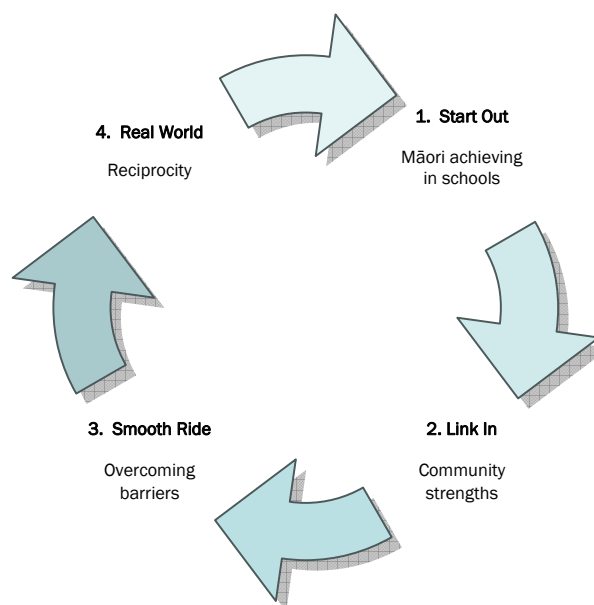 1. Start Out
Māori achieving
in schools
2. Link In
Community
strengths
3. Smooth Ride
Overcoming
barriers
4. Real World
Reciprocity